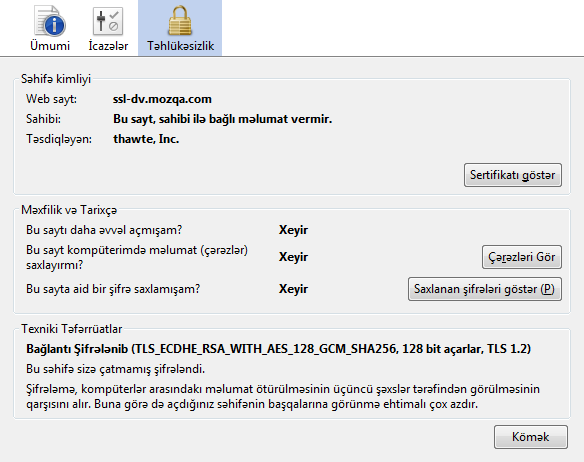 Ümumi İcazələr Təhlükəsizlik
Səhifə kimliyi
Web sayt: ssl-dv.mozqa.com
Sahibi: Bu sayt, sahibi ilə bağlı məlumat vermir.
Təsdiqləyən: thawte, Inc.
Sertifikatı göstər
Məxfilik və Tarixçə
Bu saytı daha əvvəl açmışam? Xeyir
Bu sayt kompüterimdə məlumat (çərəzlər)
saxlayırmı? Xeyir Çərəzləri Gör
Bu sayta aid bir şifrə saxlamışam? Xeyir Saxlanan şifrələri göstər (P)
Texniki Təfərrüatlar
Bağlantı Şifrələnib (TLS_ECDHE_RSA_WITH_AES_128_GCM_SHA256, 128 bit açarlar, TLS 1.2)
Bu səhifə sizə çatmamış şifrələndi.
Şifrələmə, kompüterlər arasındakı məlumat ötürülməsinin üçüncü şəxslər tərəfindən görülməsinin
qarşısını alır. Buna görə də açdığınız səhifənin başqalarına görünmə ehtimalı çox azdır.
Kömək